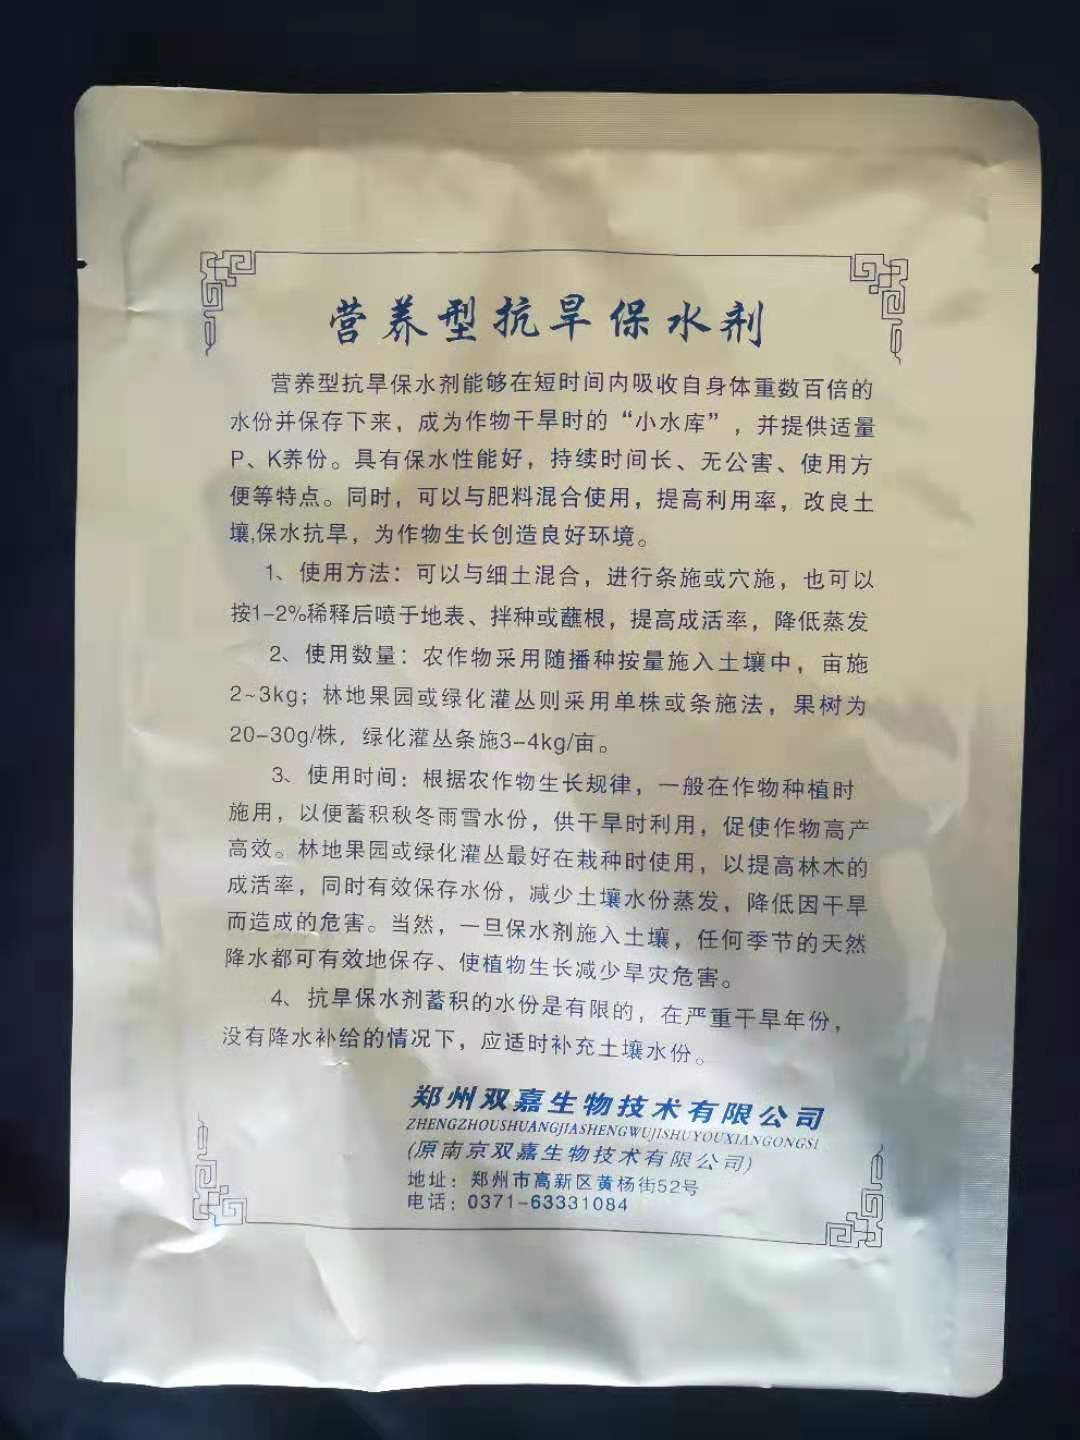 营养型抗旱保水剂
营养型抗旱保水剂能够在短时间内吸收自身体重数百倍的
水份并保存下来，成为作物干旱时的“小水库”，并提供适量
P、K养份。具有保水性能好，持续时间长、无公害、使用方
便等特点。同时，可以与肥料混合使用，提高利用率，改良土
壤,保水抗旱，为作物生长创造良好环境。
1、使用方法：可以与细土混合，进行条施或穴施，也可以
按1-2%稀释后喷于地表、拌种或蘸根，提高成活率，降低蒸发
2、使用数量：农作物采用随播种按量施入土壤中，亩施
2~3kg；林地果园或绿化灌丛则采用单株或条施法，果树为
20-30g/株，绿化灌丛条施3-4kg/亩。
3、使用时间：根据农作物生长规律，一般在作物种植时
施用，以便蓄积秋冬雨雪水份，供干旱时利用，促使作物高产
高效。林地果园或绿化灌丛最好在栽种时使用，以提高林木的
成活率，同时有效保存水份，减少土壤水份蒸发，降低因干旱
而造成的危害。当然，一旦保水剂施入土壤，任何季节的天然
降水都可有效地保存、使植物生长减少旱灾危害。
4、抗旱保水剂蓄积的水份是有限的，在严重干旱年份，
没有降水补给的情况下，应适时补充土壤水份。
郑州双嘉生物技术有限公司
ZHENGZHOUSHUANGJIASHENGWUJISHUYOUXIANGONGSI
(原南京双嘉生物技术有限公司)
地址：郑州市高新区黄杨街52号
电话：0371-63331084